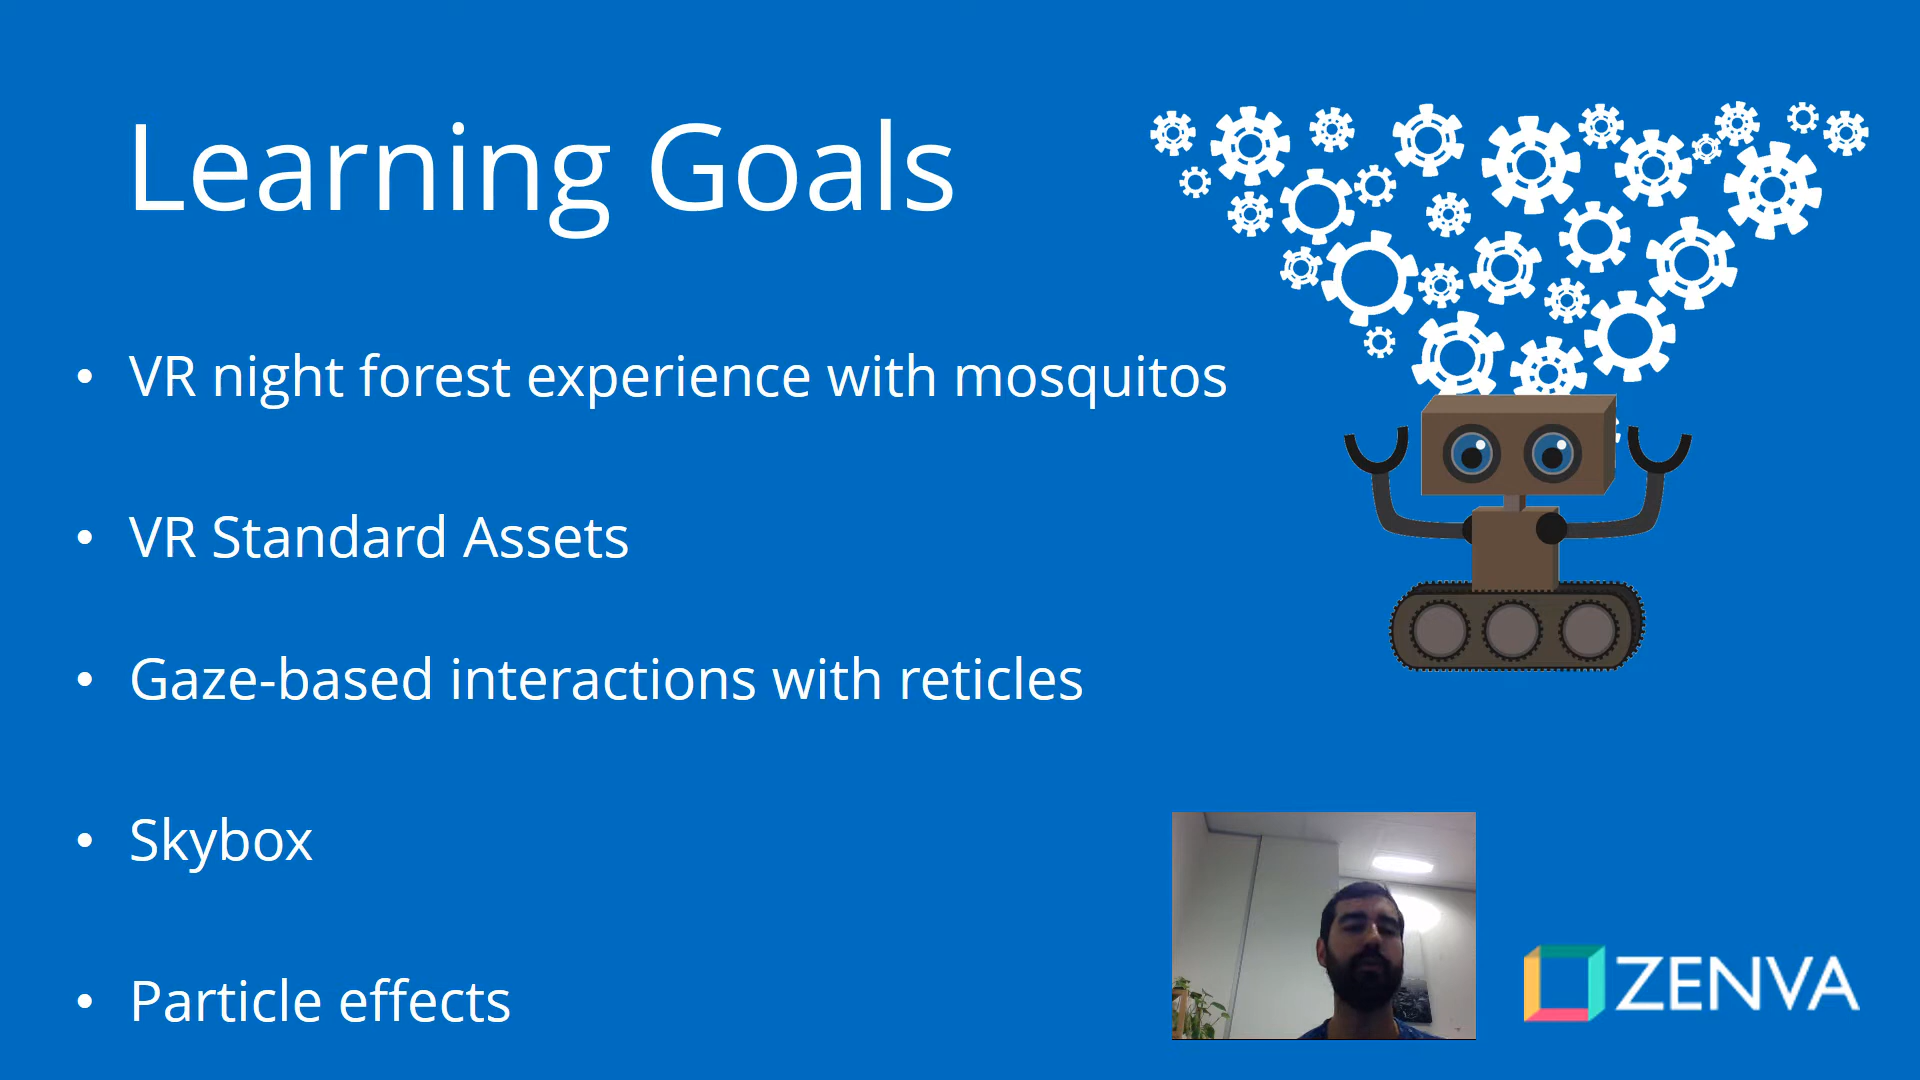 Learning Goals
• VR night forest experience with mosquitos
• VR Standard Assets
• Gaze-based interactions with reticles
• Skybox
• Particle effects
ZENVA